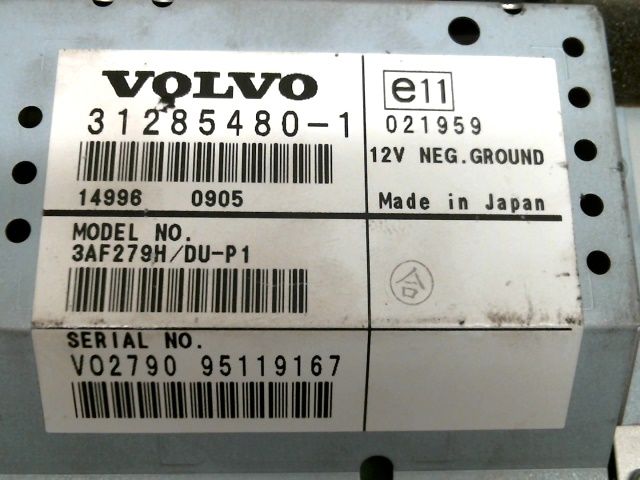 VOLVO
31285480-1
14996 0905
e11
021959
12V NEG.GROUND
Made in Japan
MODEL NO.
3AF279H/DU-P1
合
SERIAL NO.
V02790 95119167